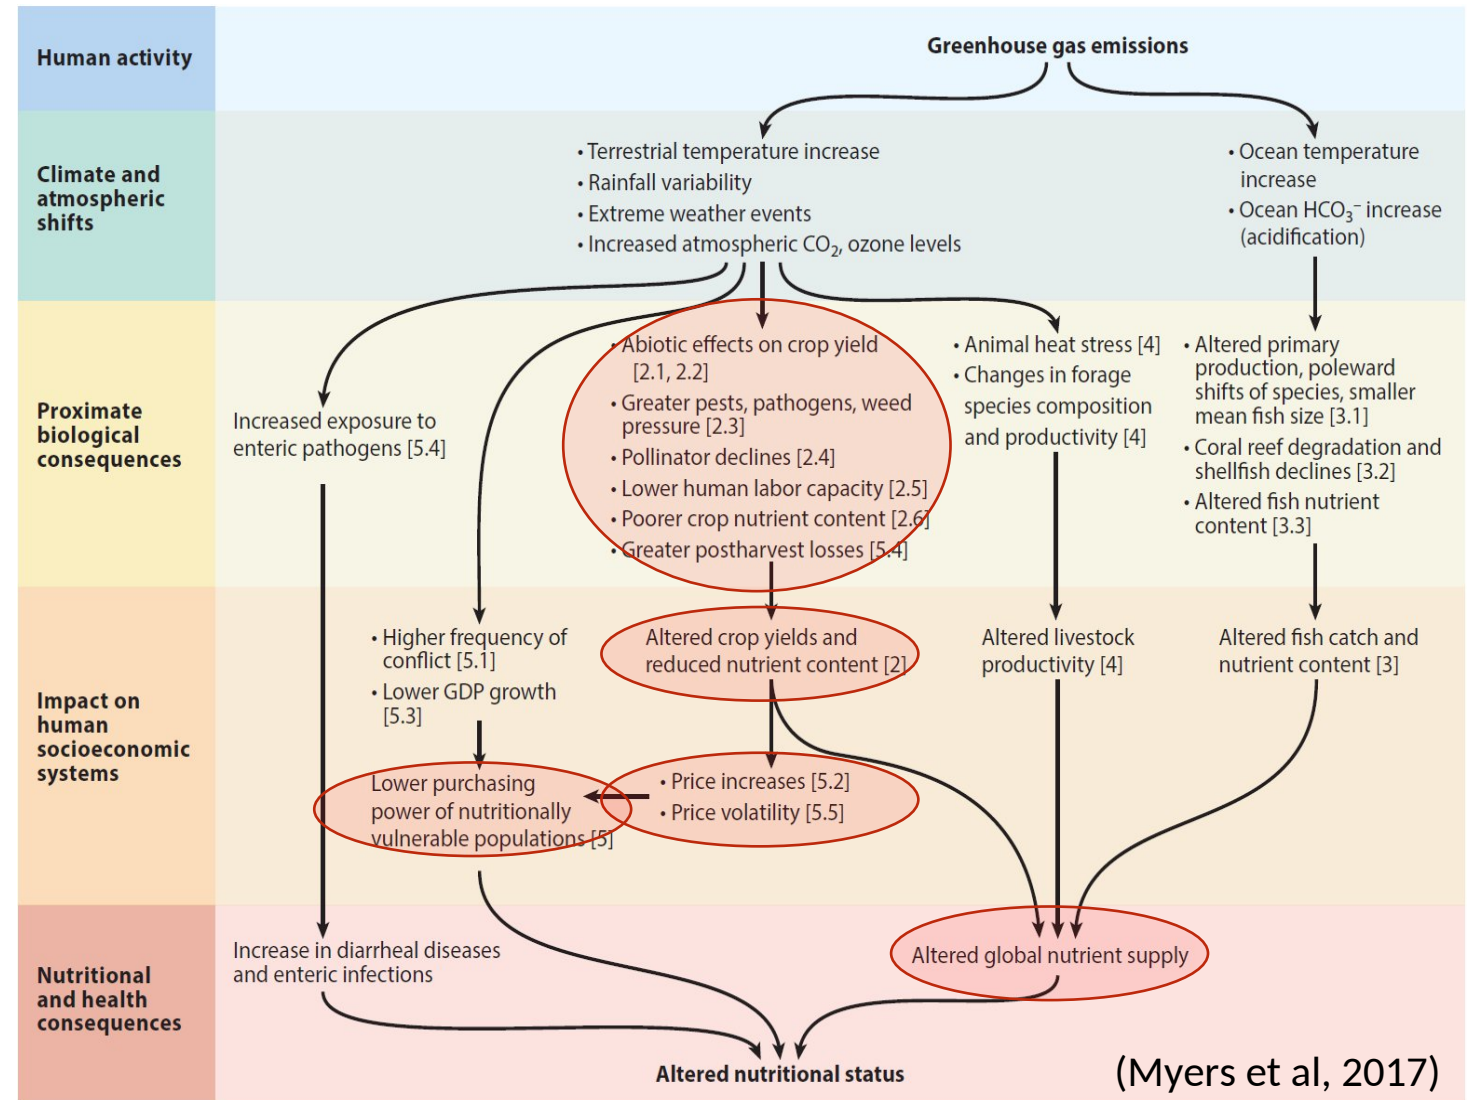 Human activity
Greenhouse gas emissions
Climate and
atmospheric
shifts
• Terrestrial temperature increase
• Rainfall variability
• Extreme weather events
• Increased atmospheric CO₂, ozone levels
• Ocean temperature
increase
• Ocean HCO₃⁻ increase
(acidification)
Proximate
biological
consequences
Increased exposure to
enteric pathogens [5.4]
• Abiotic effects on crop yield
[2.1, 2.2]
• Greater pests, pathogens, weed
pressure [2.3]
• Pollinator declines [2.4]
• Lower human labor capacity [2.5]
• Poorer crop nutrient content [2.6]
• Greater postharvest losses [5.4]
• Animal heat stress [4]
• Changes in forage
species composition
and productivity [4]
• Altered primary
production, poleward
shifts of species, smaller
mean fish size [3.1]
• Coral reef degradation and
shellfish declines [3.2]
• Altered fish nutrient
content [3.3]
Impact on
human
socioeconomic
systems
• Higher frequency of
conflict [5.1]
• Lower GDP growth
[5.3]
Altered crop yields and
reduced nutrient content [2]
Altered livestock
productivity [4]
Altered fish catch and
nutrient content [3]
Lower purchasing
power of nutritionally
vulnerable populations [5]
• Price increases [5.2]
• Price volatility [5.5]
Nutritional
and health
consequences
Increase in diarrheal diseases
and enteric infections
Altered global nutrient supply
Altered nutritional status
(Myers et al, 2017)